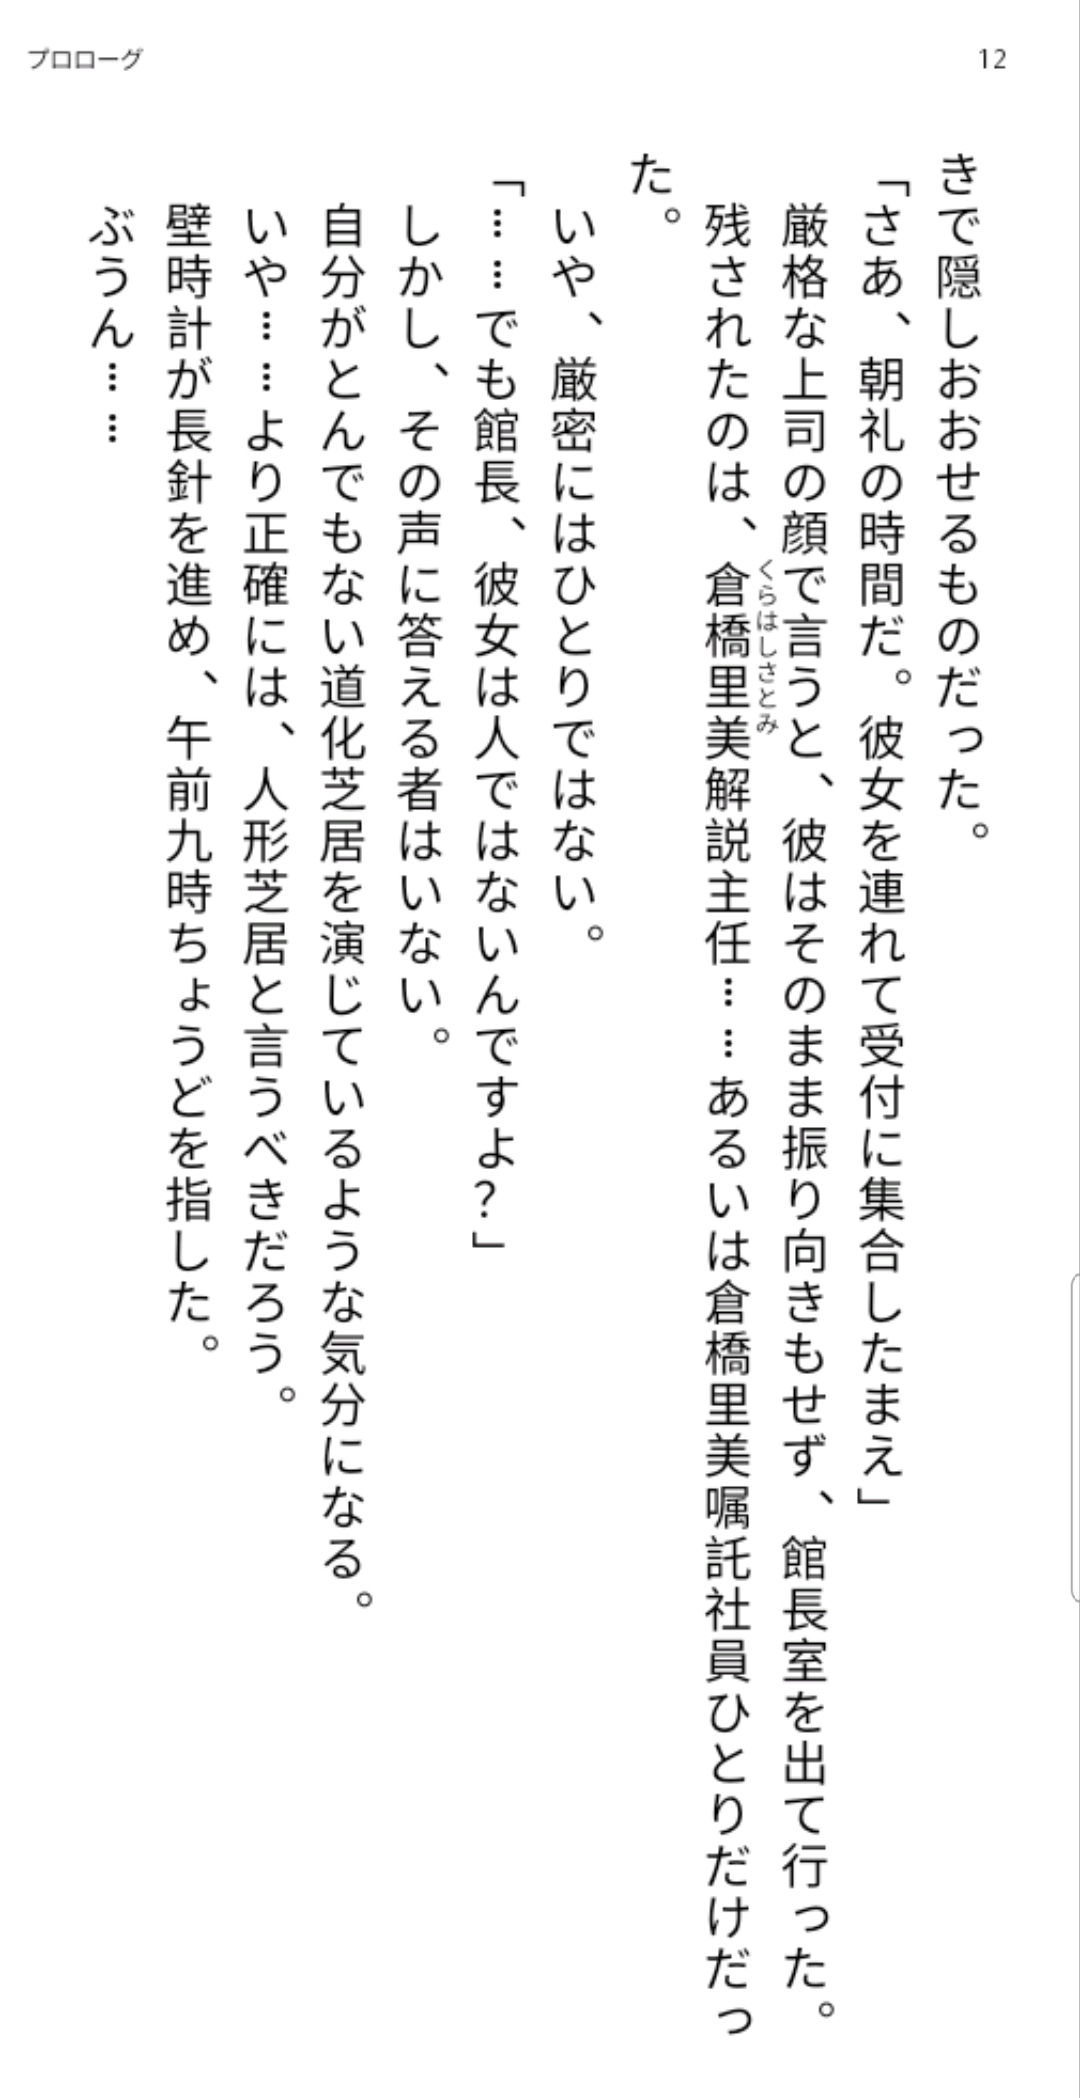 プロローグ
12
きで隠しおおせるものだった。
「さあ、朝礼の時間だ。彼女を連れて受付に集合したまえ」
厳格な上司の顔で言うと、彼はそのまま振り向きもせず、館長室を出て行った。
残されたのは、倉橋里美解説主任……あるいは倉橋里美嘱託社員ひとりだけだっ
くらはしさとみ
た。
いや、厳密にはひとりではない。
「……でも館長、彼女は人ではないんですよ？」
しかし、その声に答える者はいない。
自分がとんでもない道化芝居を演じているような気分になる。
いや……より正確には、人形芝居と言うべきだろう。
壁時計が長針を進め、午前九時ちょうどを指した。
ぶうん……